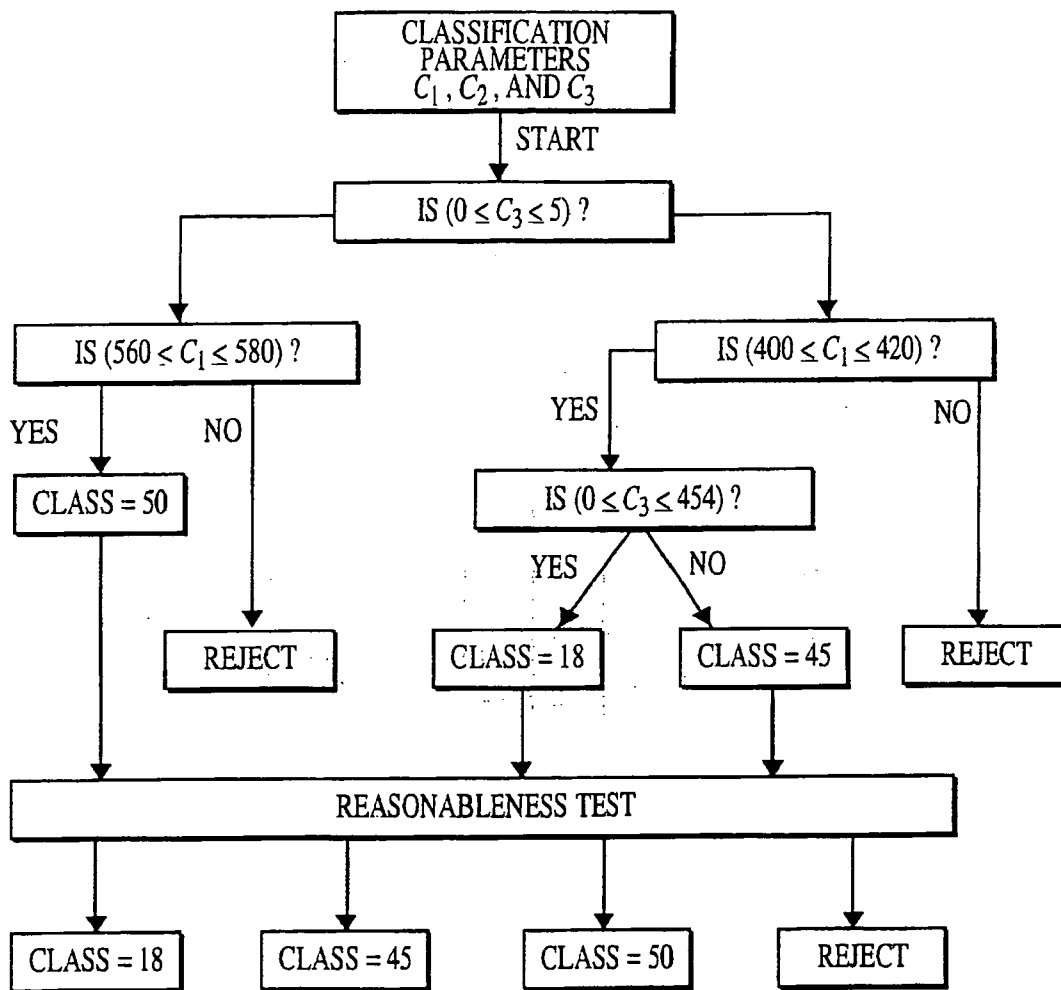 CLASSIFICATION
PARAMETERS
C₁, C₂, AND C₃
START
IS (0 ≤ C₃ ≤ 5) ?
IS (560 ≤ C₁ ≤ 580) ?
IS (400 ≤ C₁ ≤ 420) ?
YES
NO
YES
NO
CLASS = 50
IS (0 ≤ C₃ ≤ 454) ?
YES
NO
REJECT
CLASS = 18
CLASS = 45
REJECT
REASONABLENESS TEST
CLASS = 18
CLASS = 45
CLASS = 50
REJECT